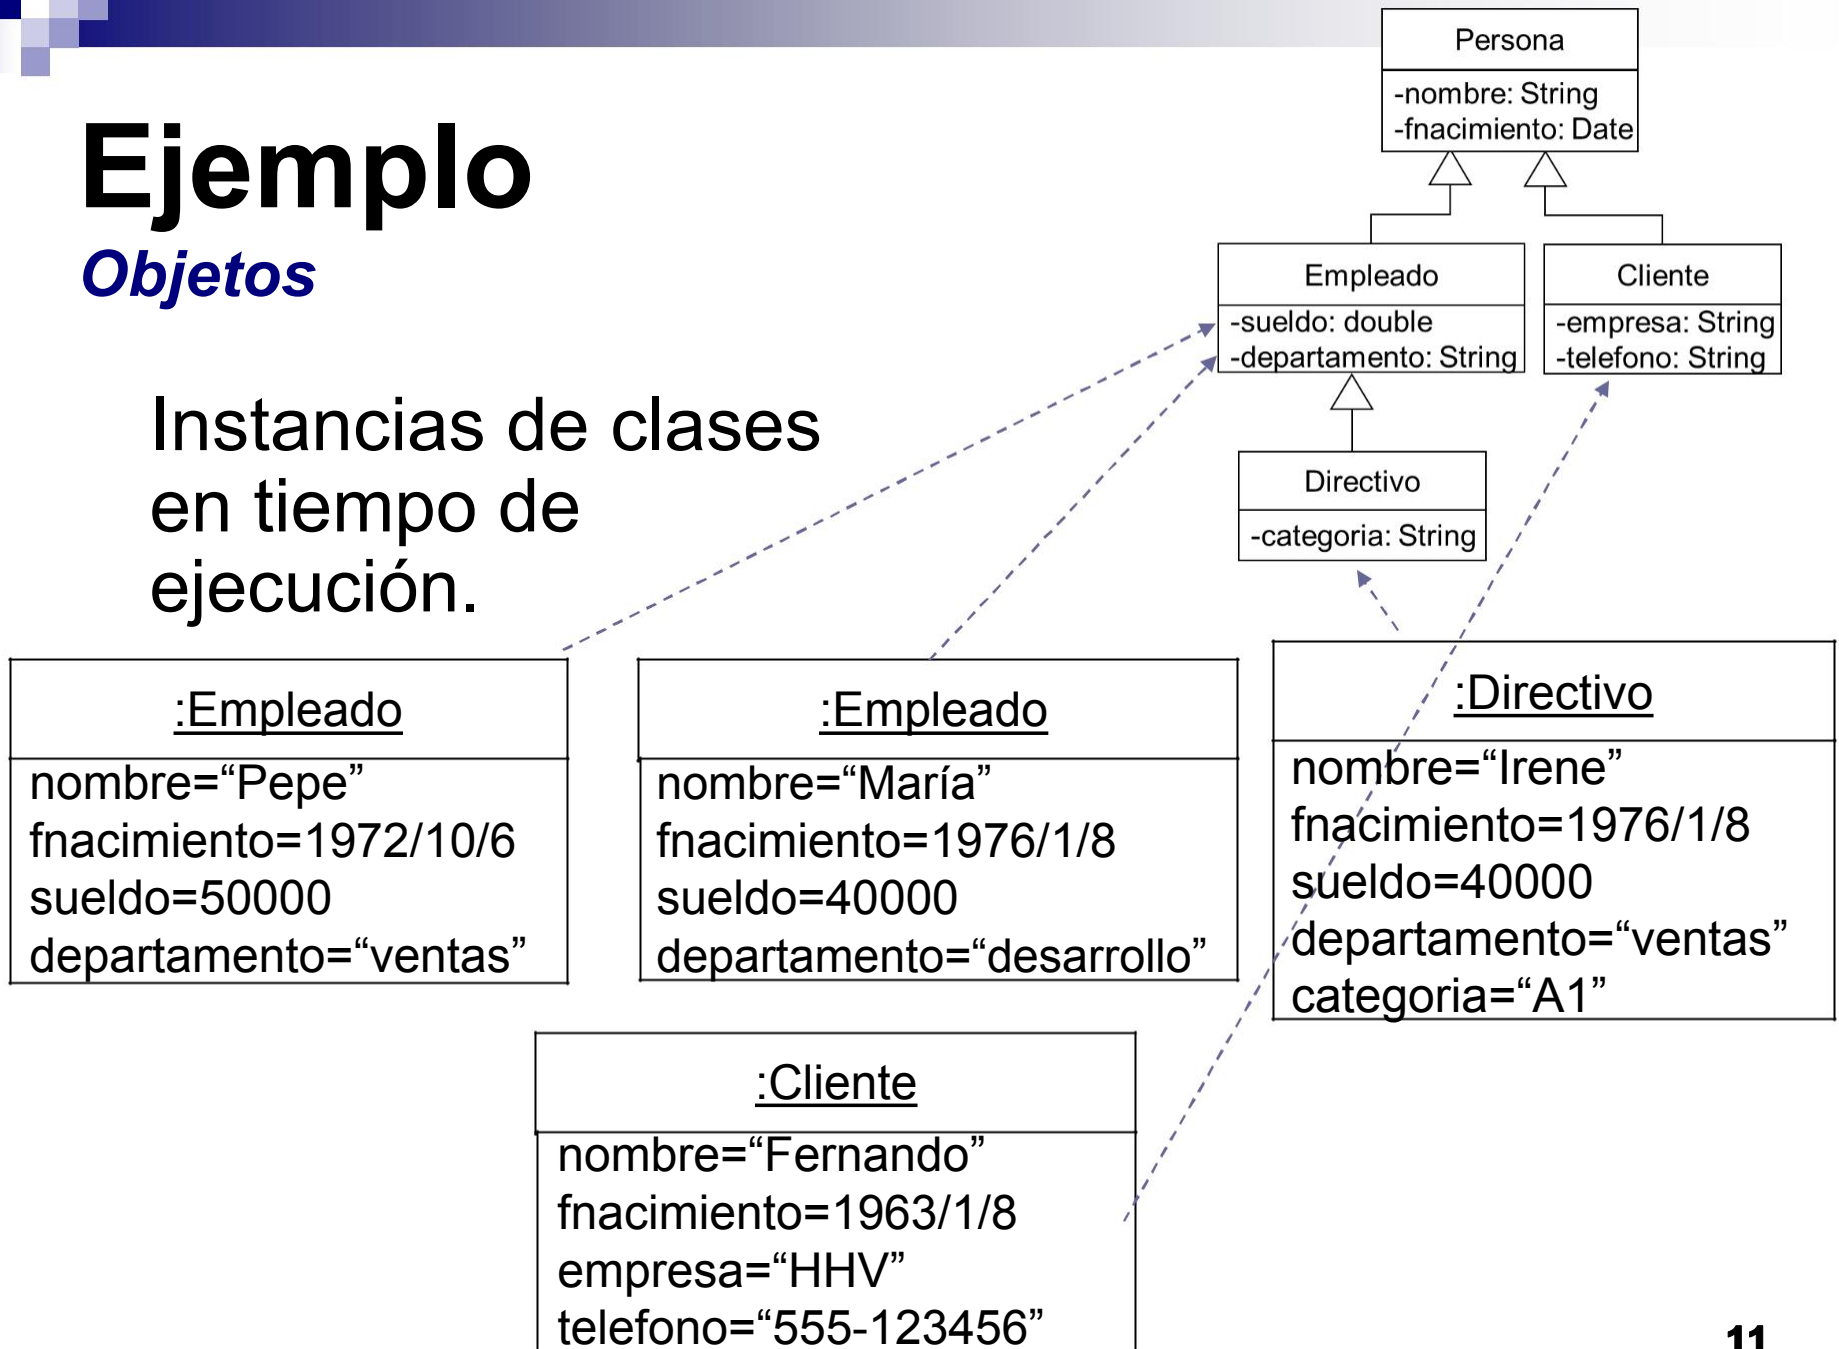 Ejemplo
Objetos
Instancias de clases
en tiempo de
ejecución.
Persona
-nombre: String
-fnacimiento: Date
Empleado
-sueldo: double
-departamento: String
Cliente
-empresa: String
-telefono: String
Directivo
-categoria: String
:Empleado
nombre=“Pepe”
fnacimiento=1972/10/6
sueldo=50000
departamento=“ventas”
:Empleado
nombre=“María”
fnacimiento=1976/1/8
sueldo=40000
departamento=“desarrollo”
:Directivo
nombre=“Irene”
fnacimiento=1976/1/8
sueldo=40000
departamento=“ventas”
categoria=“A1”
:Cliente
nombre=“Fernando”
fnacimiento=1963/1/8
empresa=“HHV”
telefono=“555-123456”
11